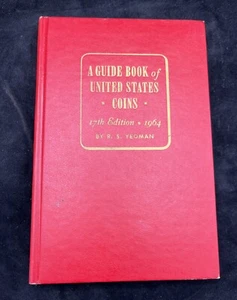 A GUIDE BOOK of
UNITED STATES
COINS
17th Edition • 1964
BY R. S. YEOMAN